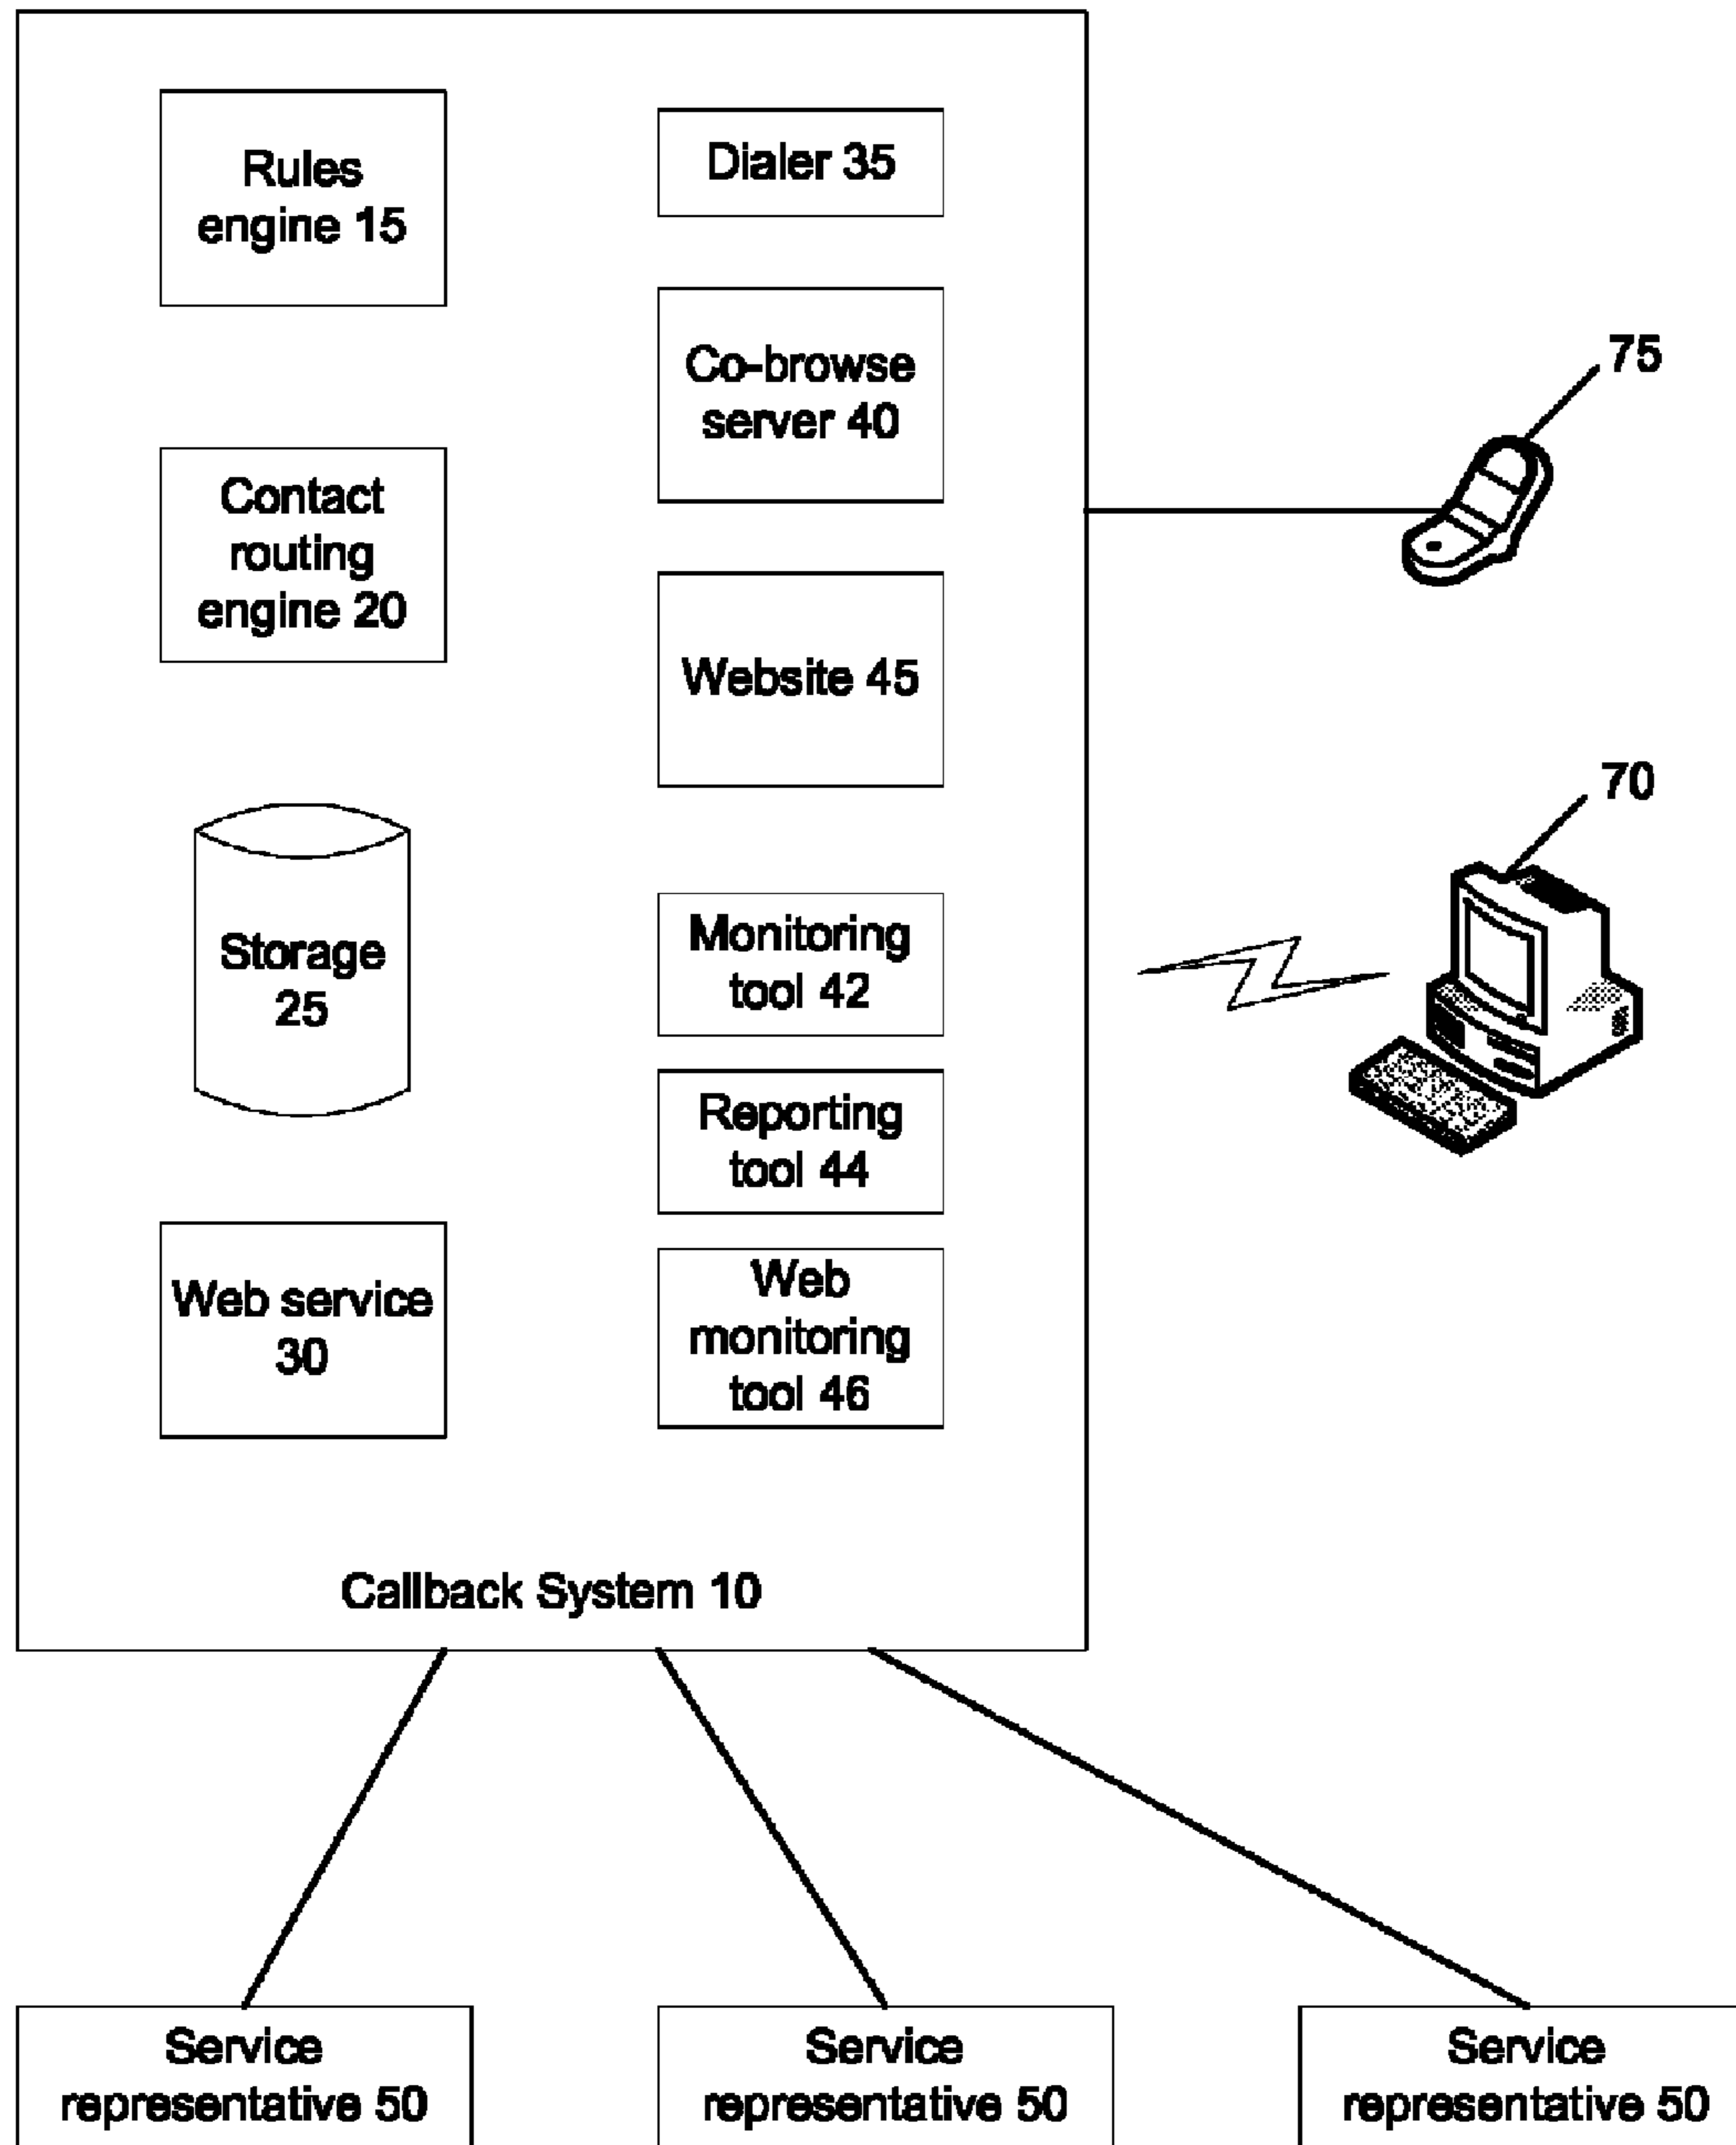 Rules
engine 15
Dialer 35
Co-browse
server 40
75
Contact
routing
engine 20
Website 45
70
Storage
25
Monitoring
tool 42
Reporting
tool 44
Web service
30
Web
monitoring
tool 46
Callback System 10
Service
representative 50
Service
representative 50
Service
representative 50